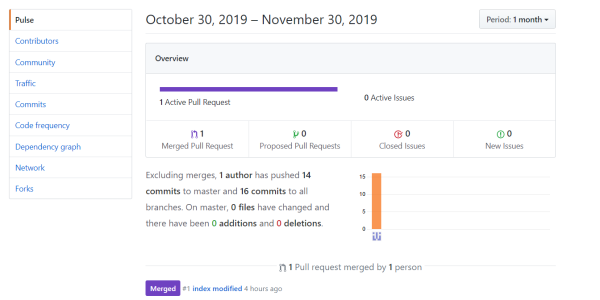 Pulse
Contributors
Community
Traffic
Commits
Code frequency
Dependency graph
Network
Forks
October 30, 2019 – November 30, 2019
Period: 1 month
Overview
1 Active Pull Request
0 Active Issues
1
Merged Pull Request
0
Proposed Pull Requests
0
Closed Issues
0
New Issues
Excluding merges, 1 author has pushed 14
commits to master and 16 commits to all
branches. On master, 0 files have changed and
there have been 0 additions and 0 deletions.
15
10
5
0
1 Pull request merged by 1 person
Merged #1 index modified 4 hours ago